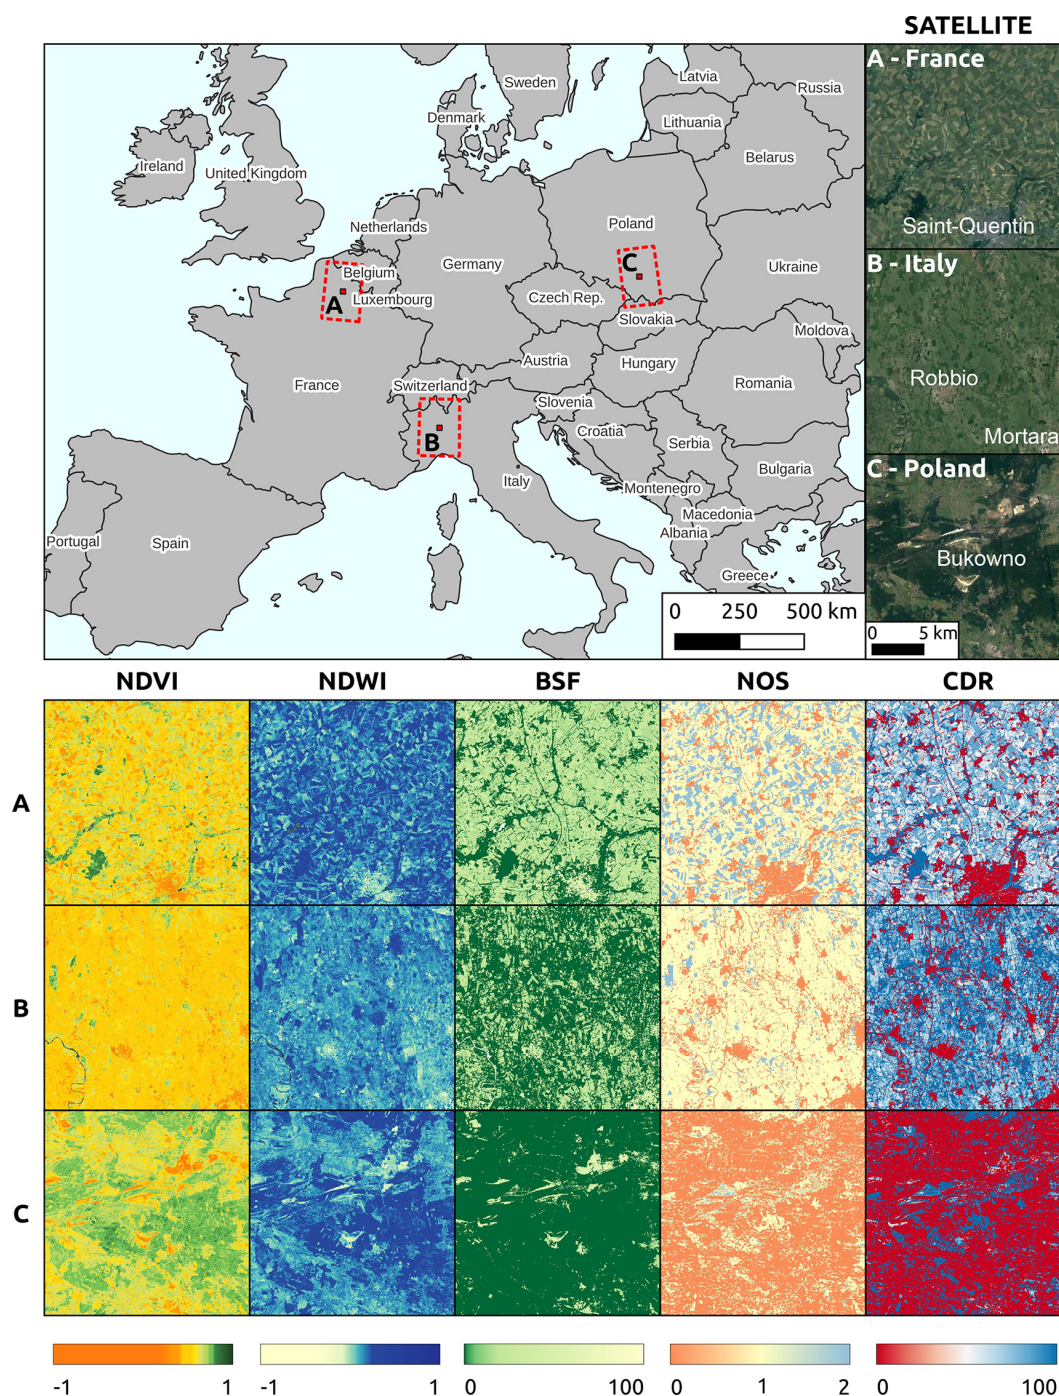 SATELLITE
A - France
Saint-Quentin
B - Italy
Robbio
Mortara
C - Poland
Bukowno
0 5 km
Sweden
Latvia
Russia
Denmark
Lithuania
Ireland
United Kingdom
Belarus
Netherlands
Poland
Belgium
Germany
C
Ukraine
A
Luxembourg
Czech Rep.
Slovakia
Moldova
France
Switzerland
Austria
Hungary
Romania
Slovenia
B
Croatia
Serbia
Italy
Bulgaria
Montenegro
Macedonia
Albania
Portugal
Spain
Greece
0 250 500 km
NDVI NDWI BSF NOS CDR
A
B
C
-1 1 -1 1 0 100 0 1 2 0 100